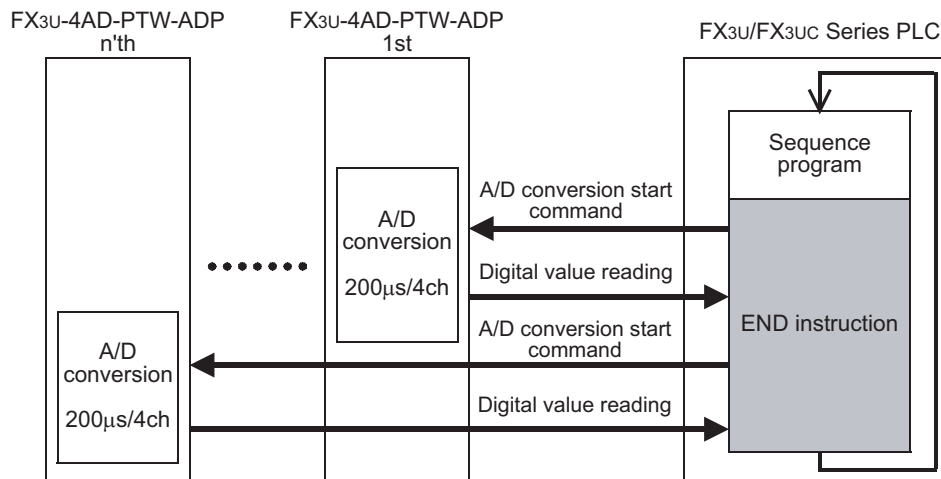 FX3U-4AD-PTW-ADP
n'th
FX3U-4AD-PTW-ADP
1st
FX3U/FX3UC Series PLC
Sequence
program
A/D conversion start
command
A/D
conversion
200μs/4ch
Digital value reading
END instruction
A/D conversion start
command
A/D
conversion
200μs/4ch
Digital value reading